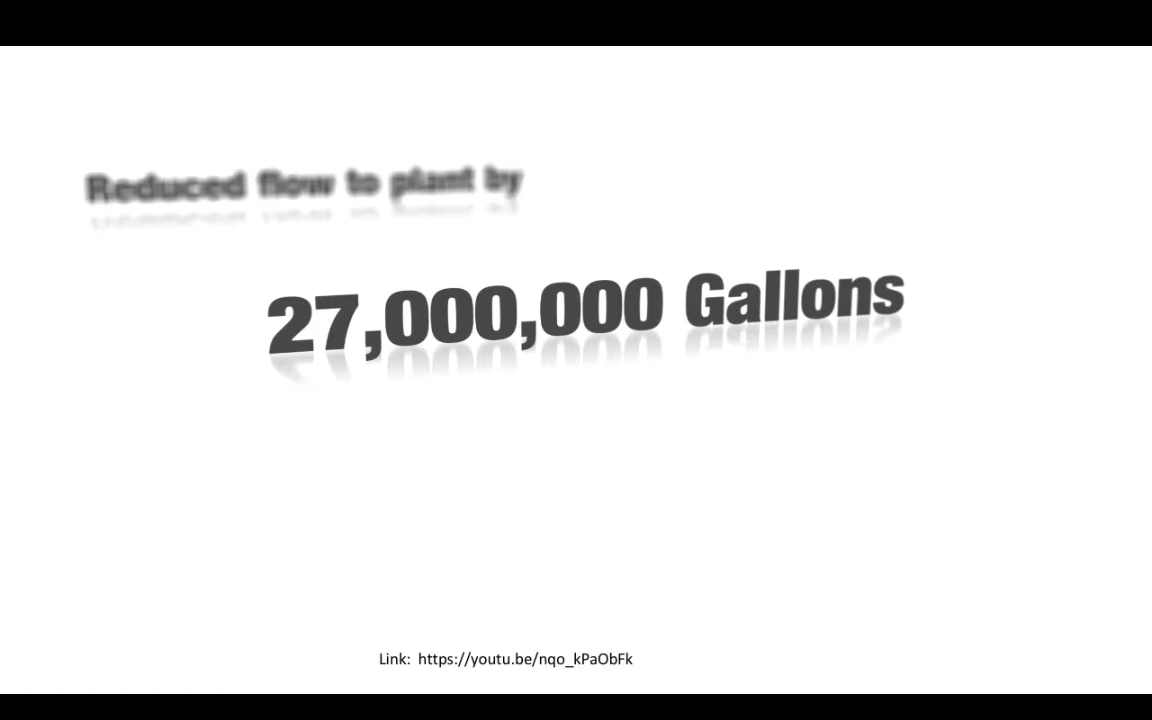 Reduced flow to plant by
27,000,000 Gallons
Link: https://youtu.be/nqo_kPaObFk